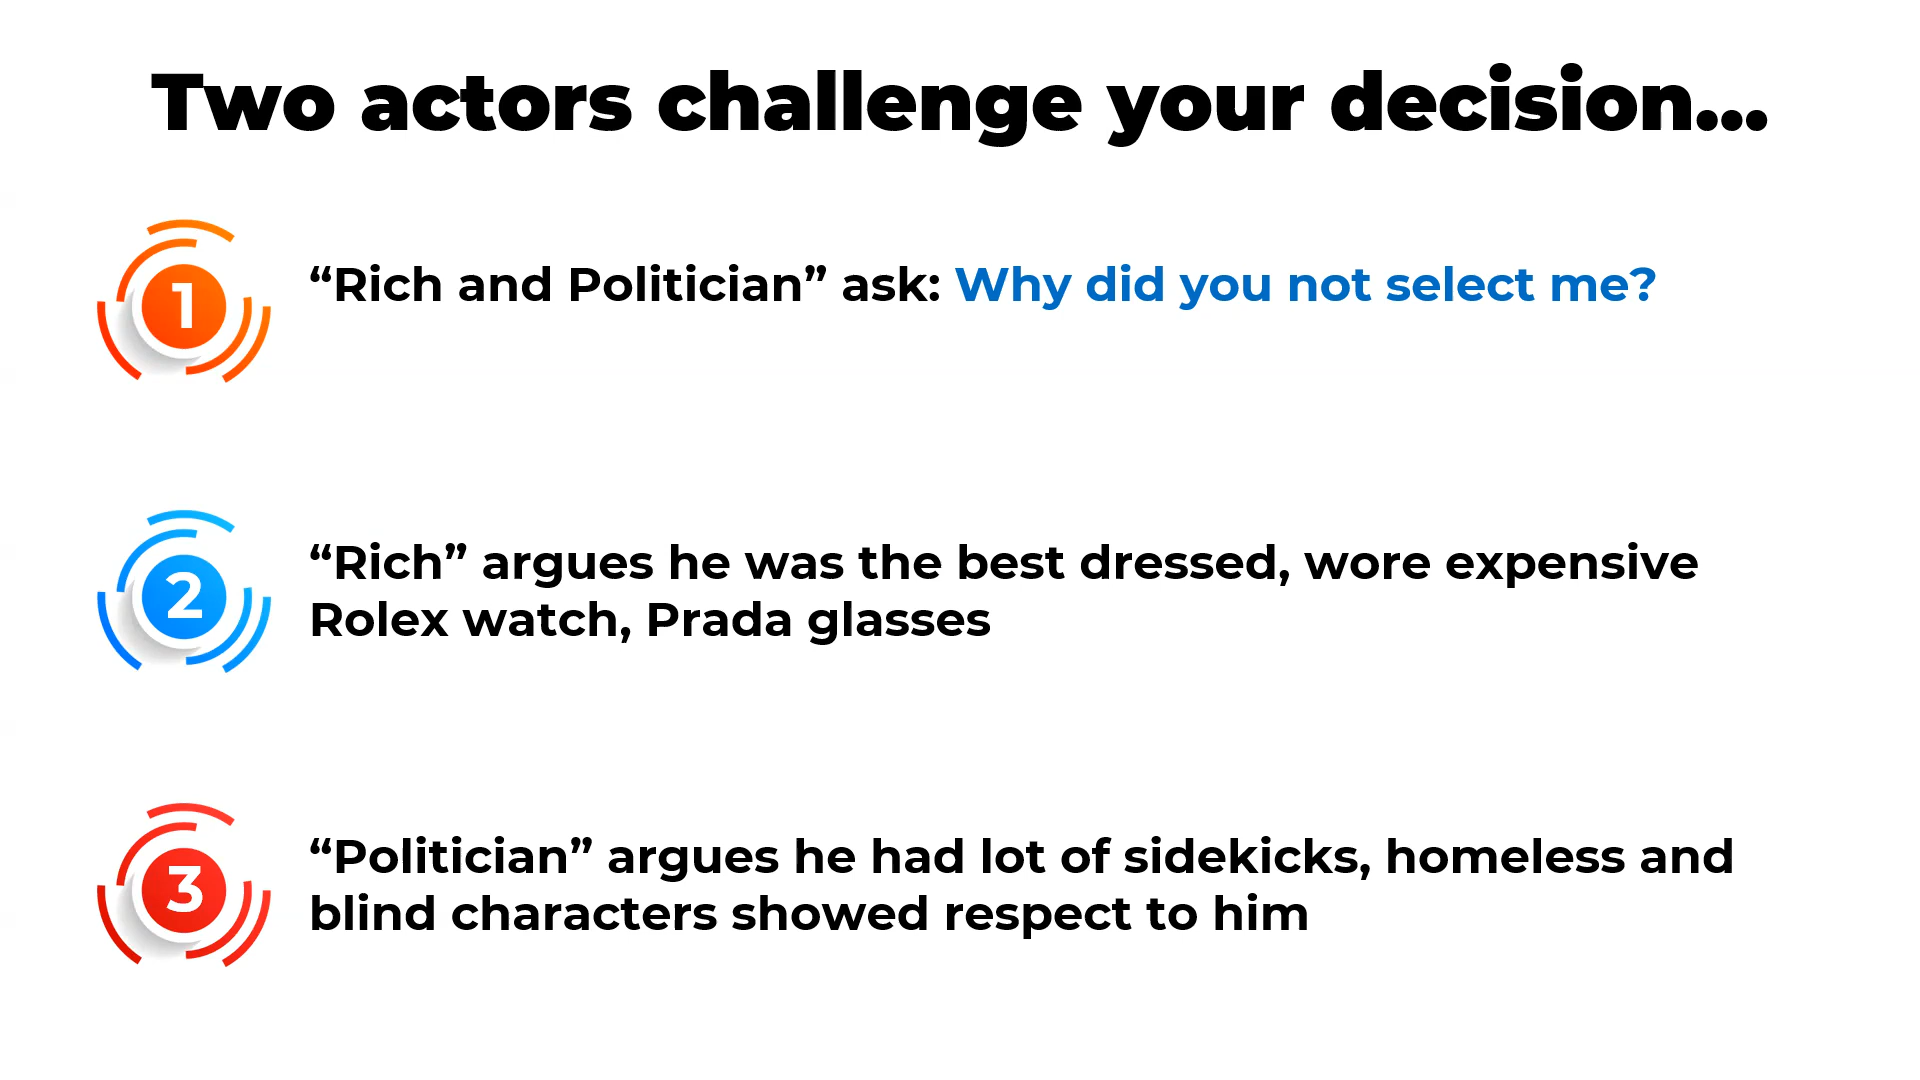 Two actors challenge your decision...
1
“Rich and Politician” ask: Why did you not select me?
2
“Rich” argues he was the best dressed, wore expensive
Rolex watch, Prada glasses
3
“Politician” argues he had lot of sidekicks, homeless and
blind characters showed respect to him